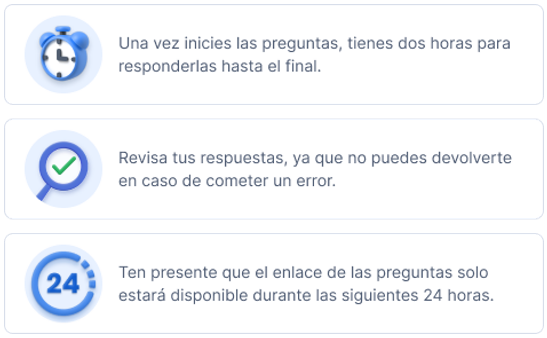 Una vez inicies las preguntas, tienes dos horas para
responderlas hasta el final.
Revisa tus respuestas, ya que no puedes devolverte
en caso de cometer un error.
24
Ten presente que el enlace de las preguntas solo
estará disponible durante las siguientes 24 horas.